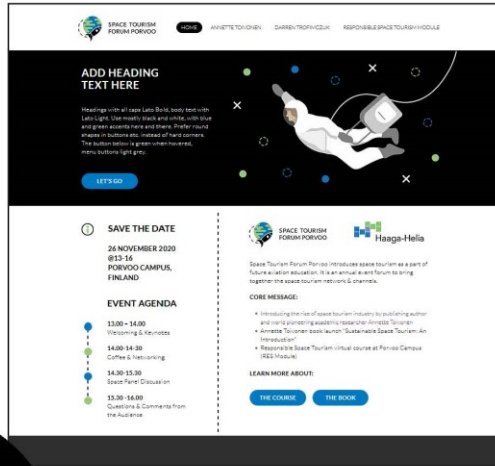 SPACE TOURISM
FORUM PORVOO
HOME
ANNETTE TOIVONEN
DARREN TROFIMCZUK
RESPONSIBLE SPACE TOURISM MODULE
ADD HEADING
TEXT HERE
Headings with all caps Lato Bold, body text with
Lato Light. Use mostly black and white, with blue
and green accents here and there. Prefer round
shapes in buttons etc. instead of hard corners.
The button below is green when hovered,
menu buttons light grey.
LET'S GO
SAVE THE DATE
26 NOVEMBER 2020
@13-16
PORVOO CAMPUS,
FINLAND
EVENT AGENDA
13.00 – 14.00
Welcoming & Keynotes
14.00-14-30
Coffee & Networking
14.30-15.30
Space Panel Discussion
15.30 -16.00
Questions & Comments from
the Audience
SPACE TOURISM
FORUM PORVOO
Haaga-Helia
Space Tourism Forum Porvoo introduces space tourism as a part of
future aviation education. It is an annual event forum to bring
together the space tourism network & channels.
CORE MESSAGE:
Introducing the rise of space tourism industry by publishing author
and world pioneering academic researcher Annette Toivonen
Annette Toivonen book launch "Sustainable Space Tourism: An
Introduction"
Responsible Space Tourism virtual course at Porvoo Campus
(RES Module)
LEARN MORE ABOUT:
THE COURSE
THE BOOK